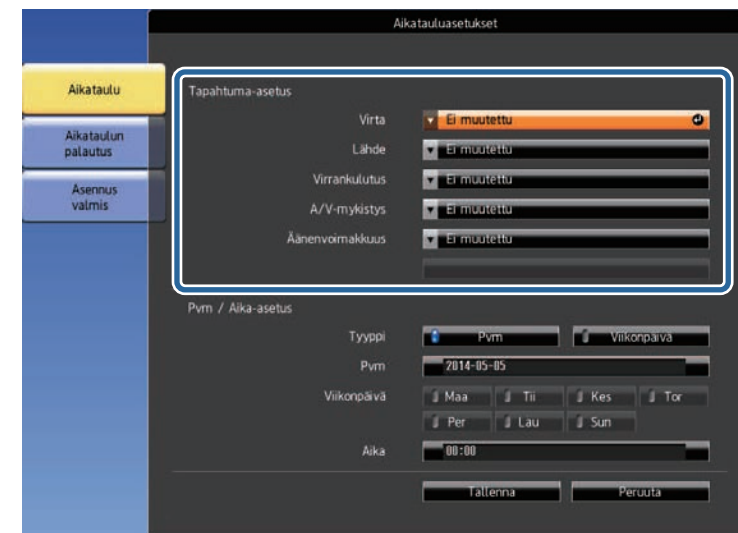 Aikatauluasetukset
Aikataulu
Aikataulun
palautus
Asennus
valmis
Tapahtuma-asetus
Virta Ei muutettu
Lähde Ei muutettu
Virrankulutus Ei muutettu
A/V-mykistys Ei muutettu
Äänenvoimakkuus Ei muutettu
Pvm / Aika-asetus
Tyyppi Pvm Viikonpäivä
Pvm 2014-05-05
Viikonpäivä Maa Tii Kes Tor
Per Lau Sun
Aika 00:00
Tallenna Peruuta